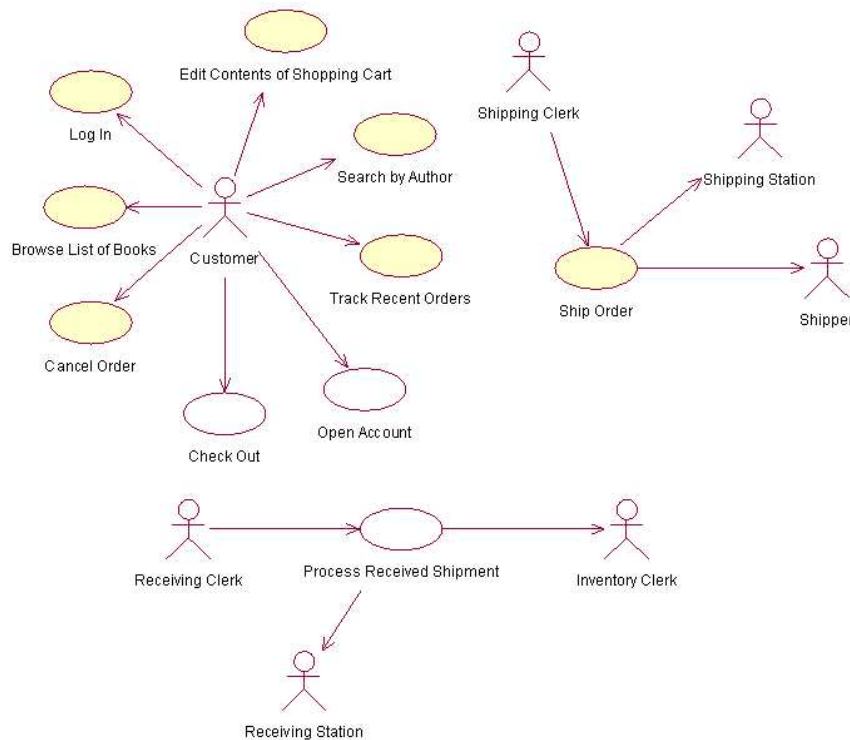 Edit Contents of Shopping Cart
Shipping Clerk
Log In
Search by Author
Shipping Station
Browse List of Books
Customer
Track Recent Orders
Ship Order
Shipper
Cancel Order
Open Account
Check Out
Receiving Clerk
Process Received Shipment
Inventory Clerk
Receiving Station